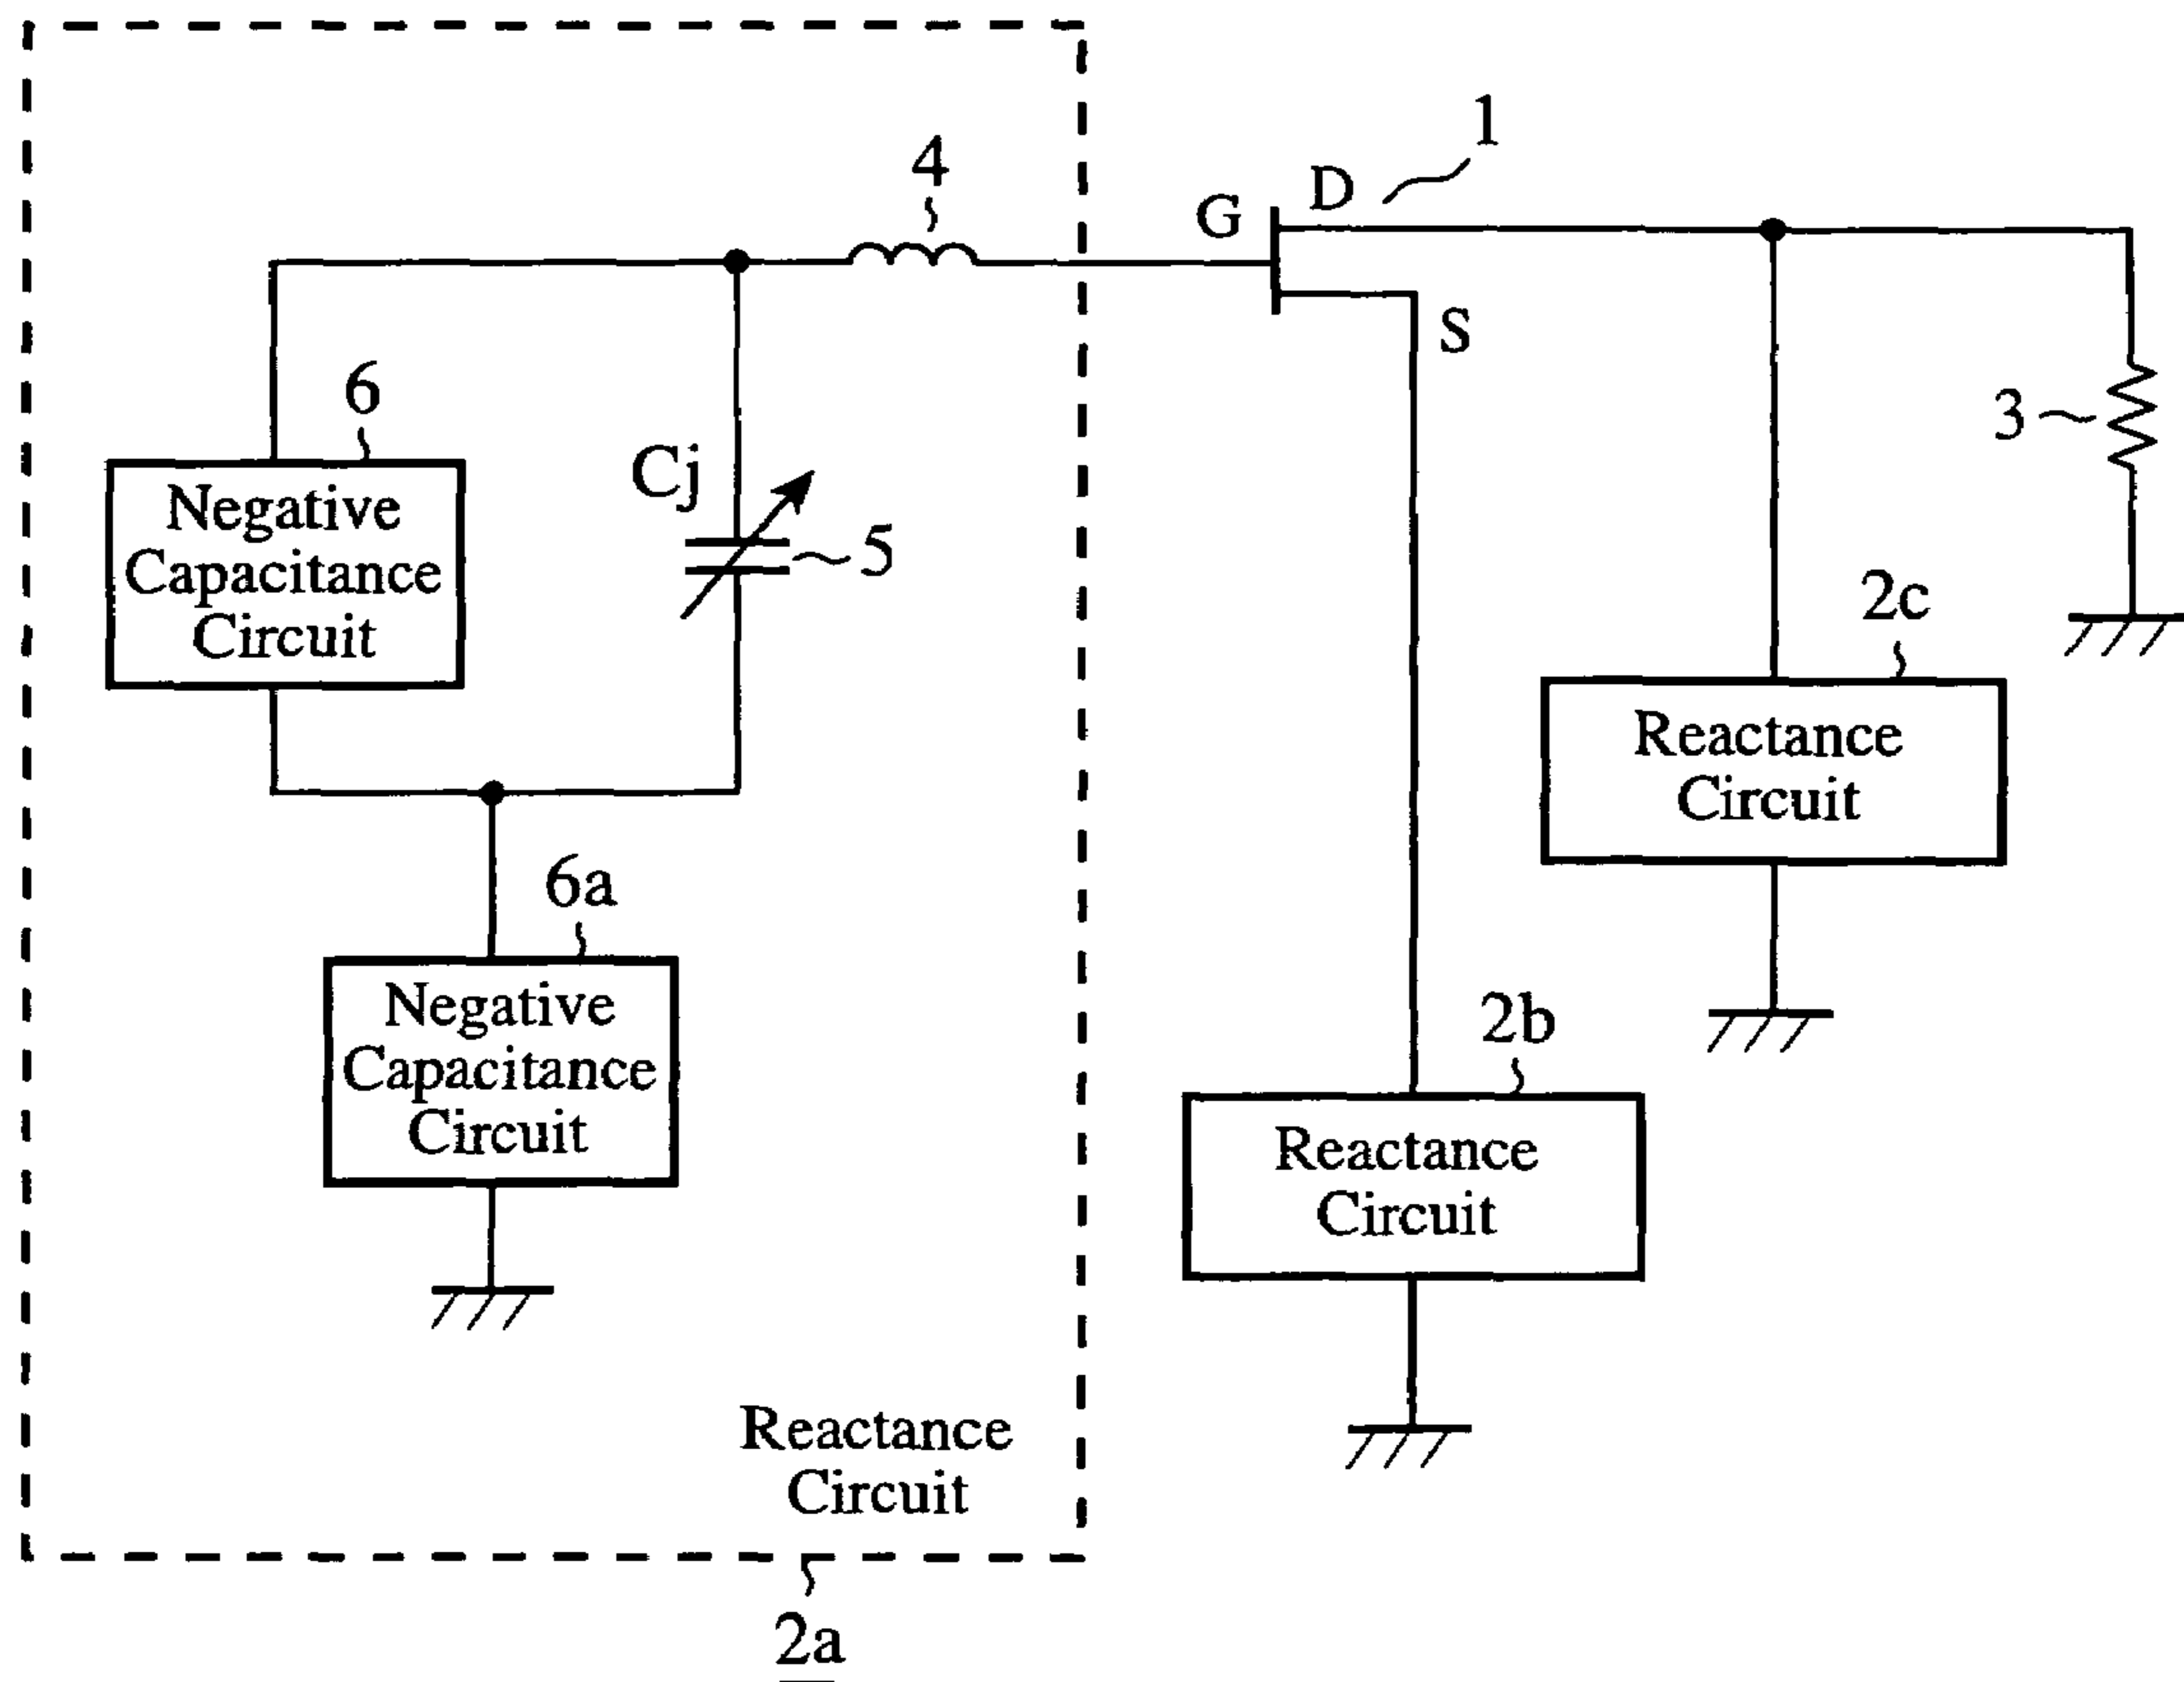 1
4
G
D
S
6
Negative
Capacitance
Circuit
Cj
5
3
2c
Reactance
Circuit
6a
Negative
Capacitance
Circuit
2b
Reactance
Circuit
Reactance
Circuit
2a